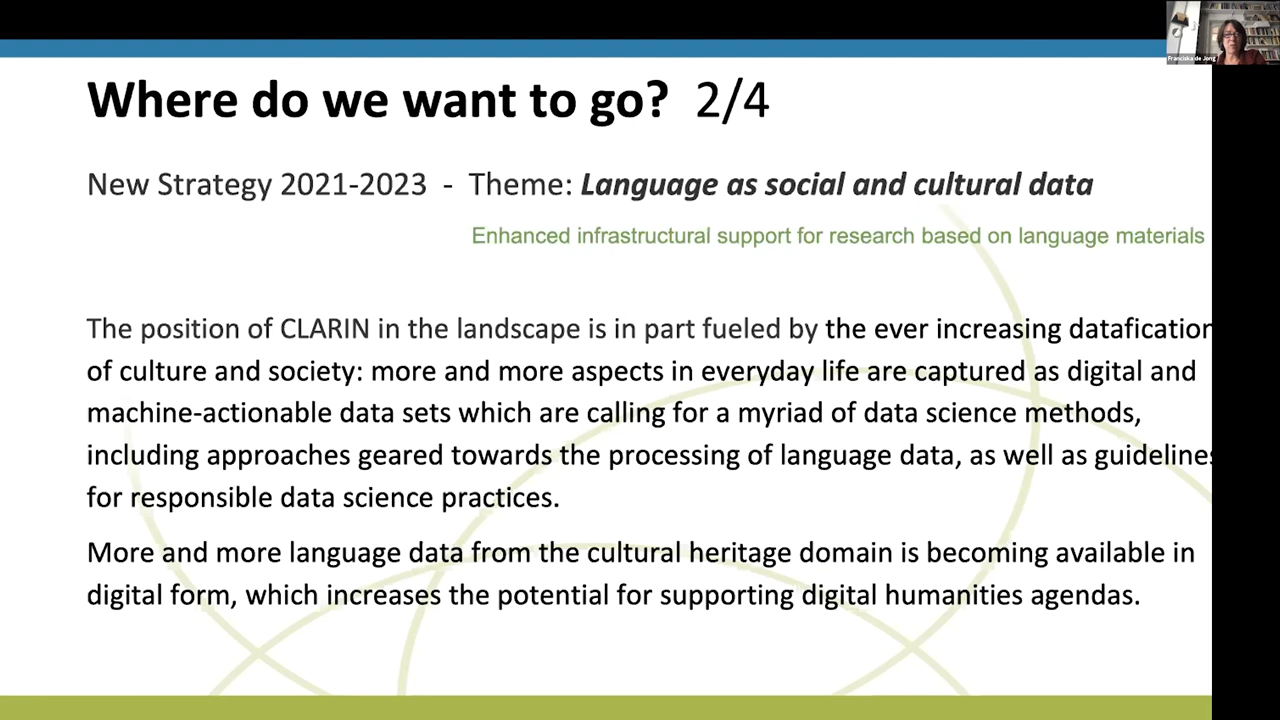 Franciska de Jong
Where do we want to go? 2/4
New Strategy 2021-2023 - Theme: Language as social and cultural data
Enhanced infrastructural support for research based on language materials
The position of CLARIN in the landscape is in part fueled by the ever increasing datafication
of culture and society: more and more aspects in everyday life are captured as digital and
machine-actionable data sets which are calling for a myriad of data science methods,
including approaches geared towards the processing of language data, as well as guidelines
for responsible data science practices.
More and more language data from the cultural heritage domain is becoming available in
digital form, which increases the potential for supporting digital humanities agendas.